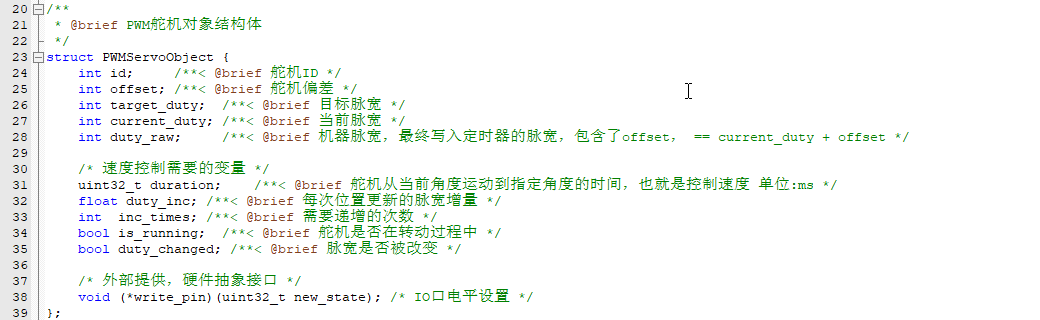 20 /**
21  * @brief PWM舵机对象结构体
22  */
23 struct PWMServoObject {
24     int id;     /**< @brief 舵机ID */
25     int offset; /**< @brief 舵机偏差 */
26     int target_duty;  /**< @brief 目标脉宽 */
27     int current_duty; /**< @brief 当前脉宽 */
28     int duty_raw;     /**< @brief 机器脉宽，最终写入定时器的脉宽，包含了offset， == current_duty + offset */
29
30     /* 速度控制需要的变量 */
31     uint32_t duration;    /**< @brief 舵机从当前角度运动到指定角度的时间，也就是控制速度 单位:ms */
32     float duty_inc; /**< @brief 每次位置更新的脉宽增量 */
33     int  inc_times; /**< @brief 需要递增的次数 */
34     bool is_running;  /**< @brief 舵机是否在转动过程中 */
35     bool duty_changed; /**< @brief 脉宽是否被改变 */
36
37     /* 外部提供，硬件抽象接口 */
38     void (*write_pin)(uint32_t new_state); /* IO口电平设置 */
39 };